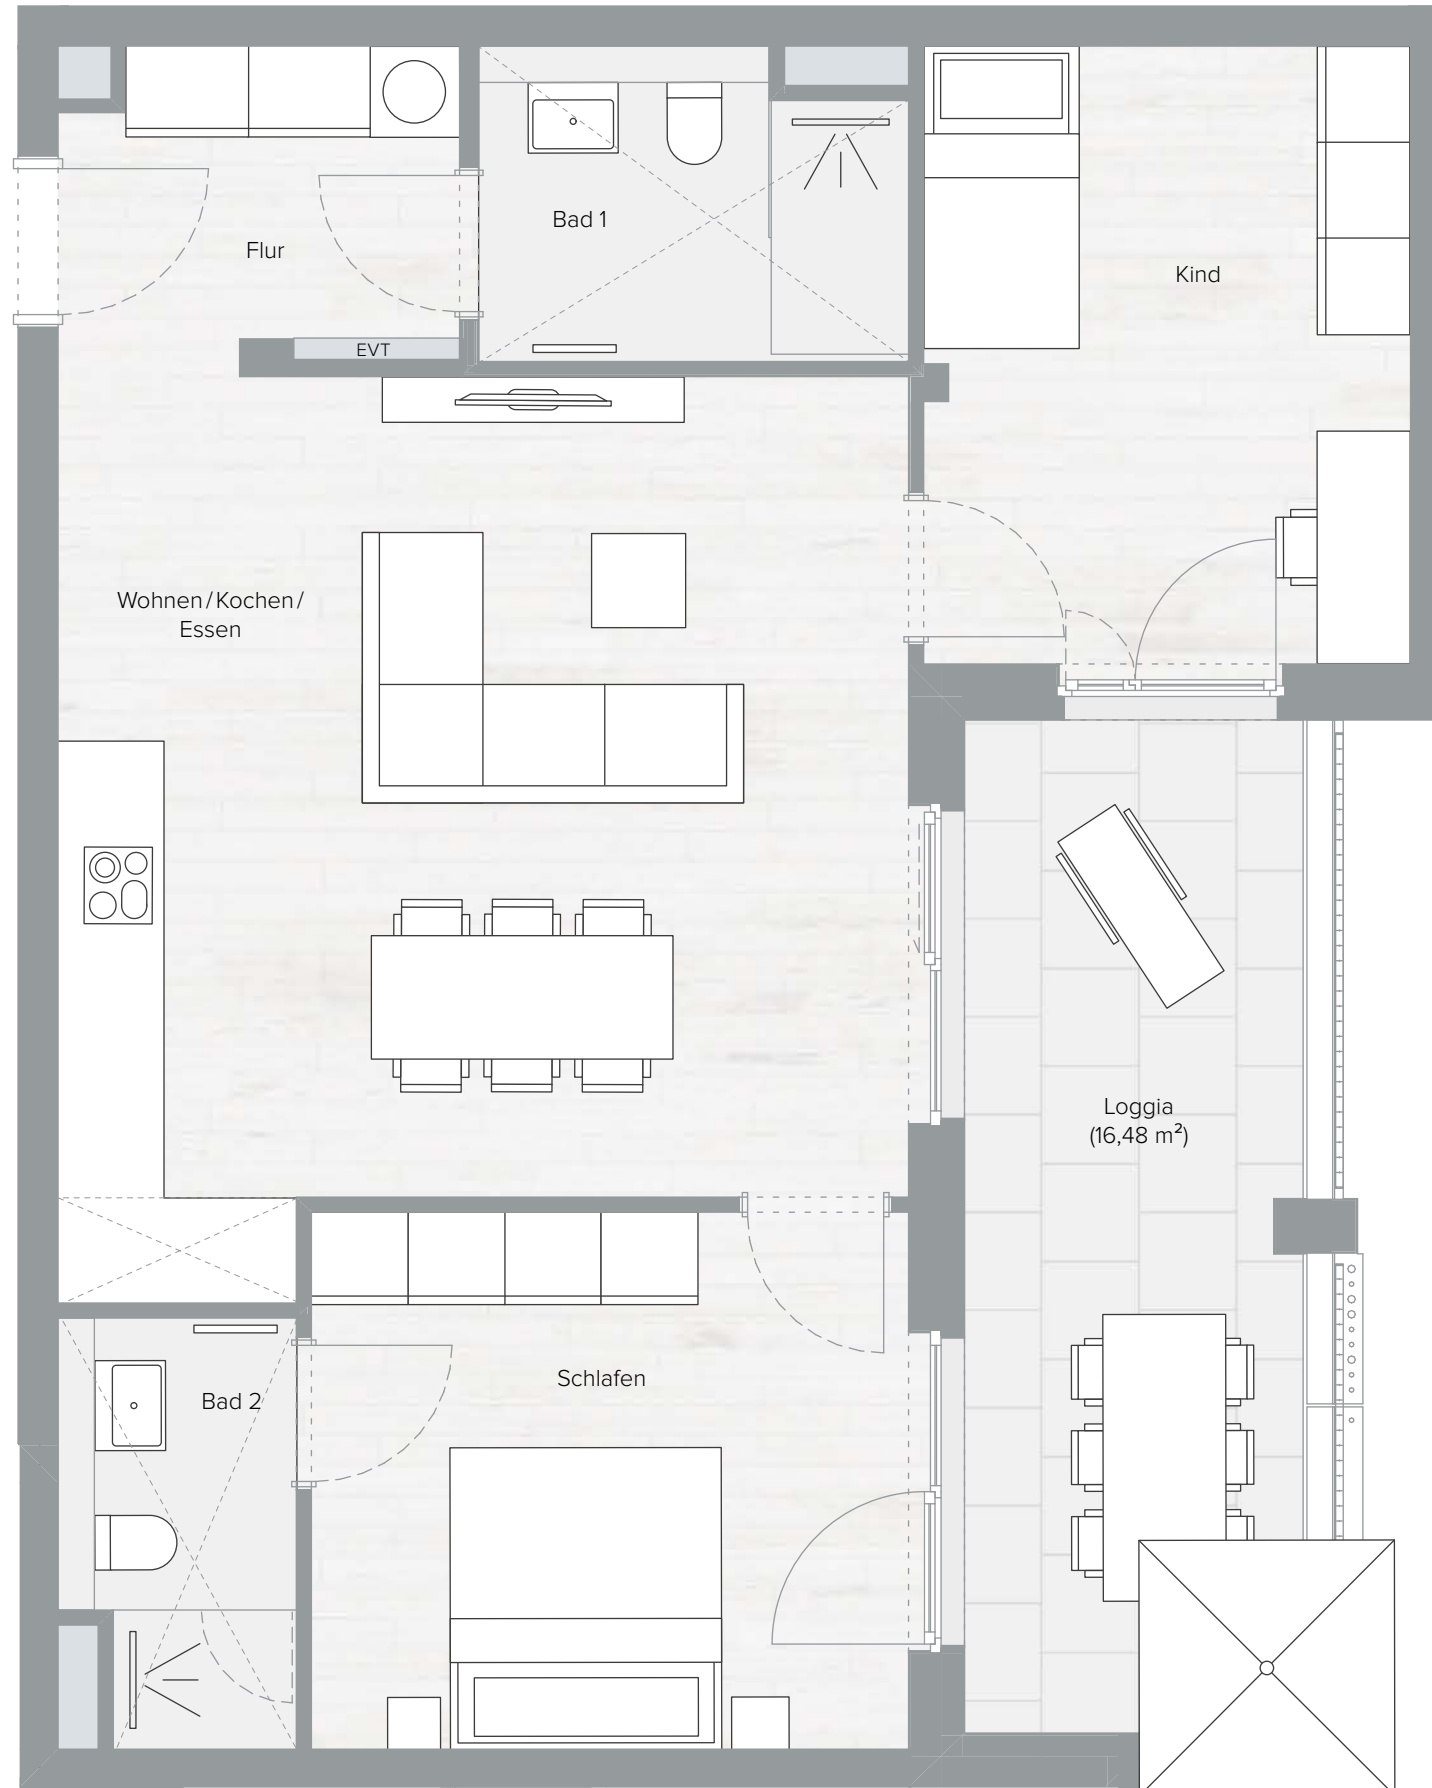 Bad 1
Flur
Kind
EVT
Wohnen/Kochen/
Essen
Loggia
(16,48 m²)
Schlafen
Bad 2